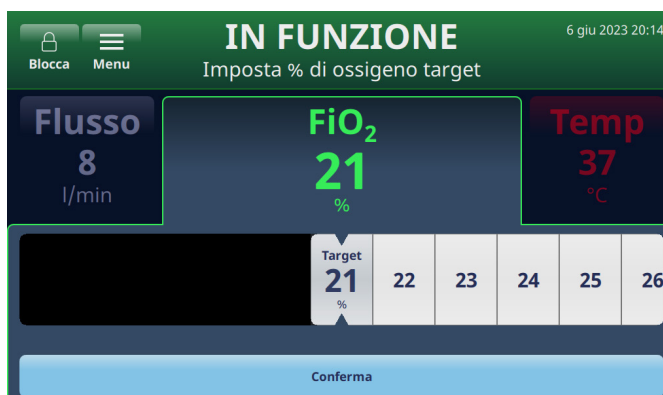 IN FUNZIONE
6 giu 2023 20:14
Blocca
Menu
Imposta % di ossigeno target
Flusso
8
l/min
FiO₂
21
%
Temp
37
°C
Target
21
%
22
23
24
25
26
Conferma